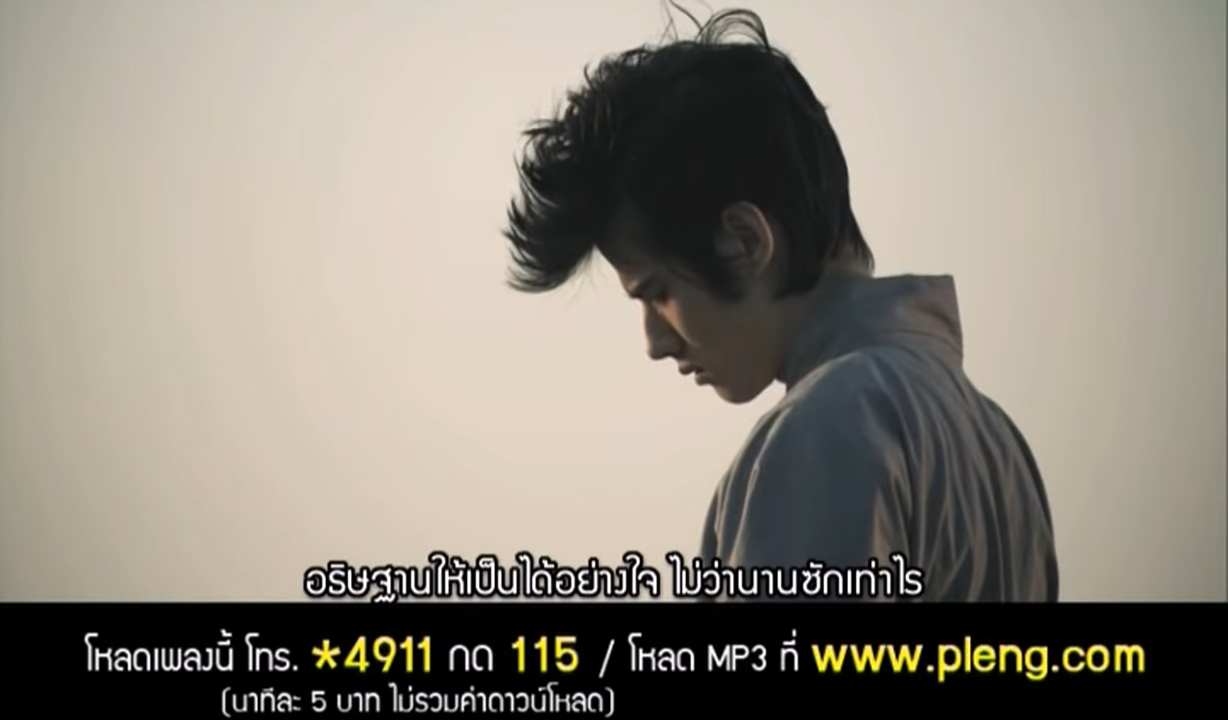 อธิษฐานให้เป็นได้อย่างใจ ไม่ว่านานซักเท่าไร
โหลดเพลงนี้ โทร. *4911 กด 115 / โหลด MP3 ที่ www.pleng.com
(นาทีละ 5 บาท ไม่รวมค่าดาวน์โหลด)